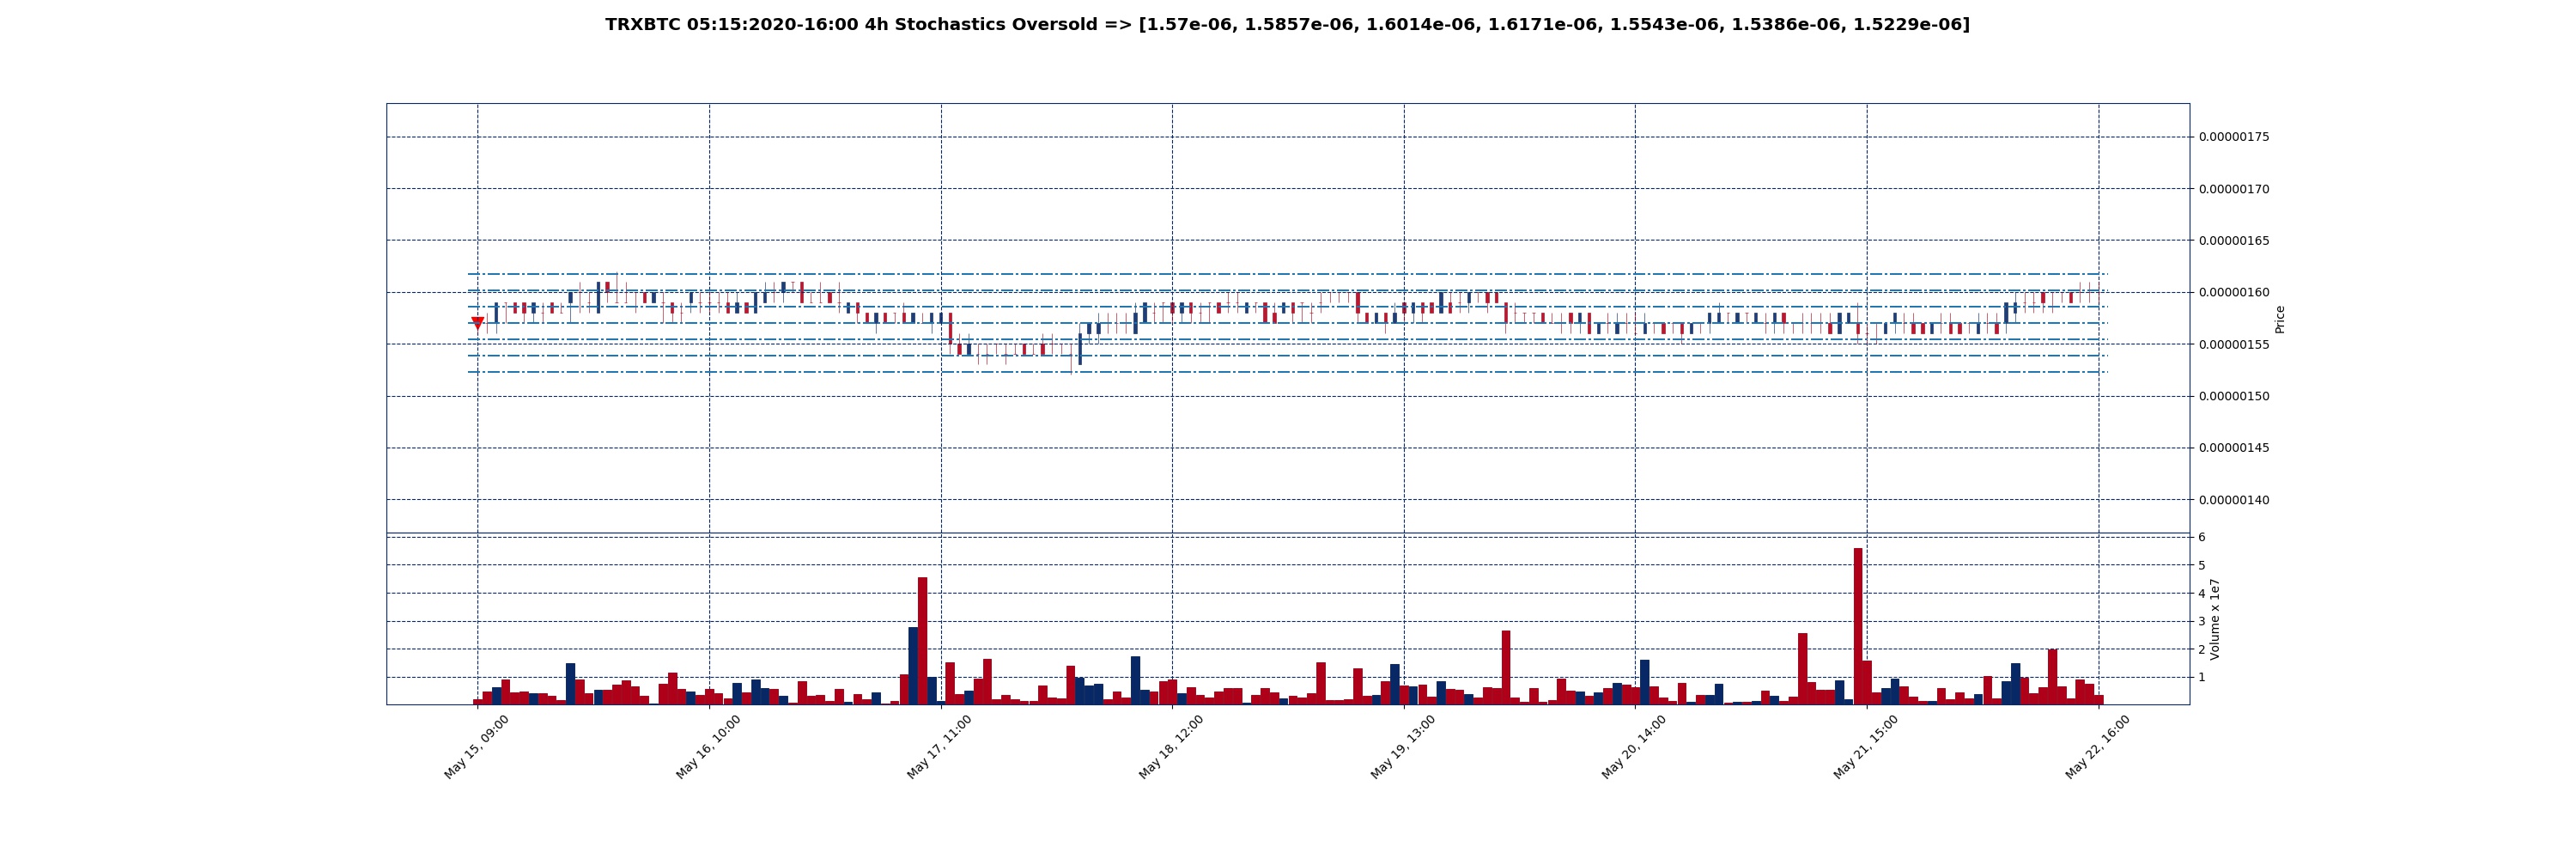 TRXBTC 05:15:2020-16:00 4h Stochastics Oversold => [1.57e-06, 1.5857e-06, 1.6014e-06, 1.6171e-06, 1.5543e-06, 1.5386e-06, 1.5229e-06]
0.00000175
0.00000170
0.00000165
0.00000160
0.00000155
0.00000150
0.00000145
0.00000140
Price
6
5
4
3
2
1
Volume x 1e7
May 15, 09:00
May 16, 10:00
May 17, 11:00
May 18, 12:00
May 19, 13:00
May 20, 14:00
May 21, 15:00
May 22, 16:00